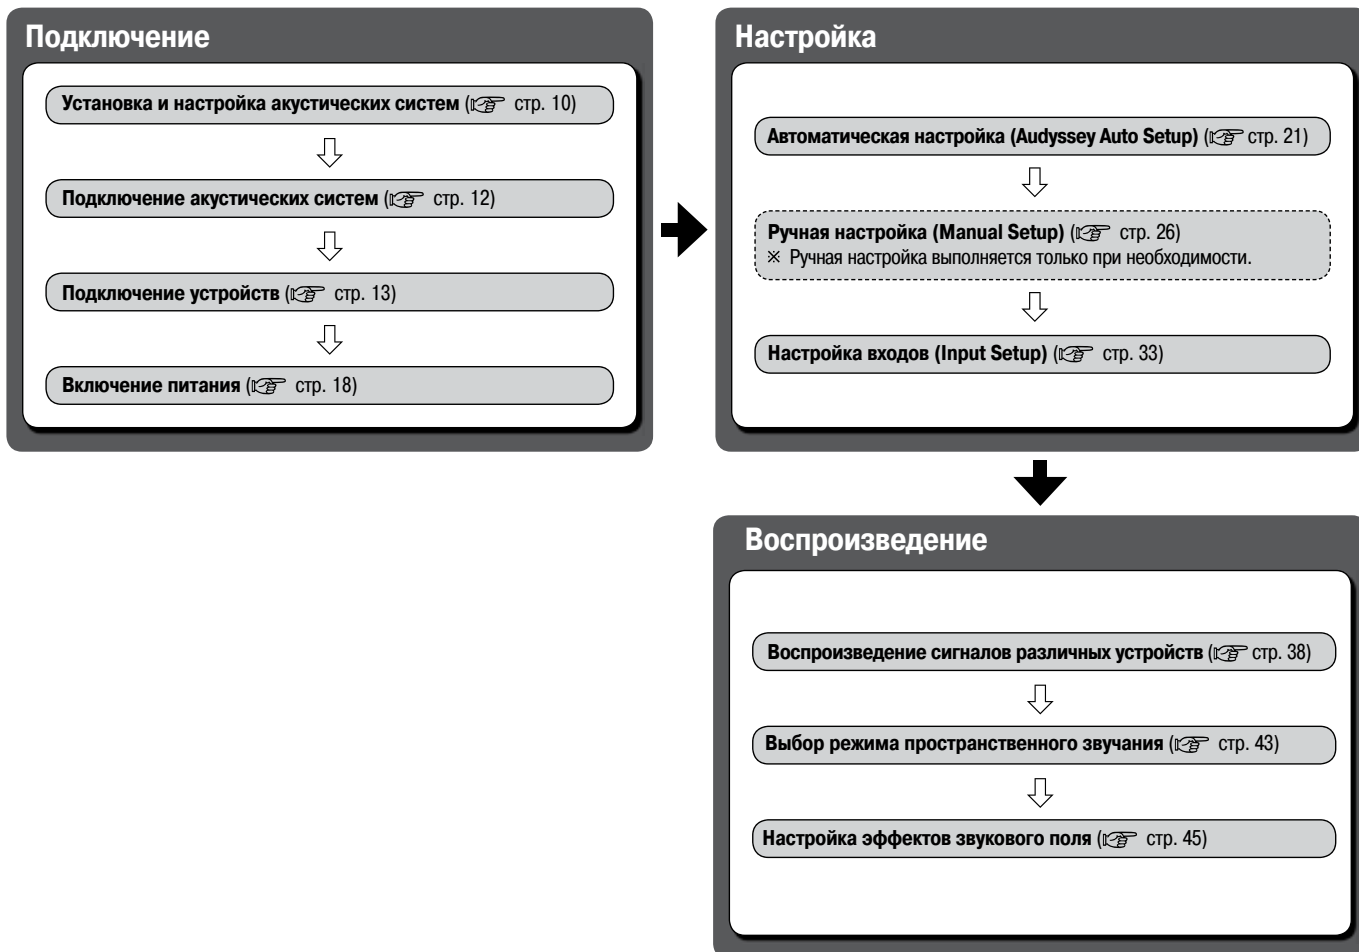 Подключение
Установка и настройка акустических систем (☞ стр. 10)
Подключение акустических систем (☞ стр. 12)
Подключение устройств (☞ стр. 13)
Включение питания (☞ стр. 18)
Настройка
Автоматическая настройка (Audyssey Auto Setup) (☞ стр. 21)
Ручная настройка (Manual Setup) (☞ стр. 26)
※ Ручная настройка выполняется только при необходимости.
Настройка входов (Input Setup) (☞ стр. 33)
Воспроизведение
Воспроизведение сигналов различных устройств (☞ стр. 38)
Выбор режима пространственного звучания (☞ стр. 43)
Настройка эффектов звукового поля (☞ стр. 45)